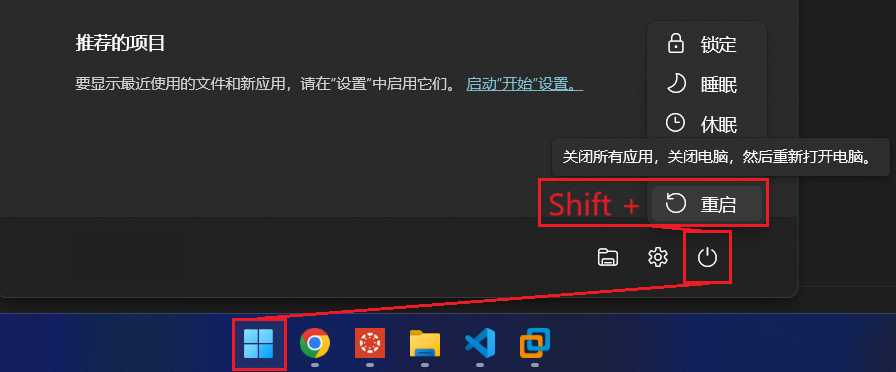 推荐的项目
要显示最近使用的文件和新应用，请在"设置"中启用它们。 启动"开始"设置。
锁定
睡眠
休眠
关闭所有应用，关闭电脑，然后重新打开电脑。
Shift + 重启